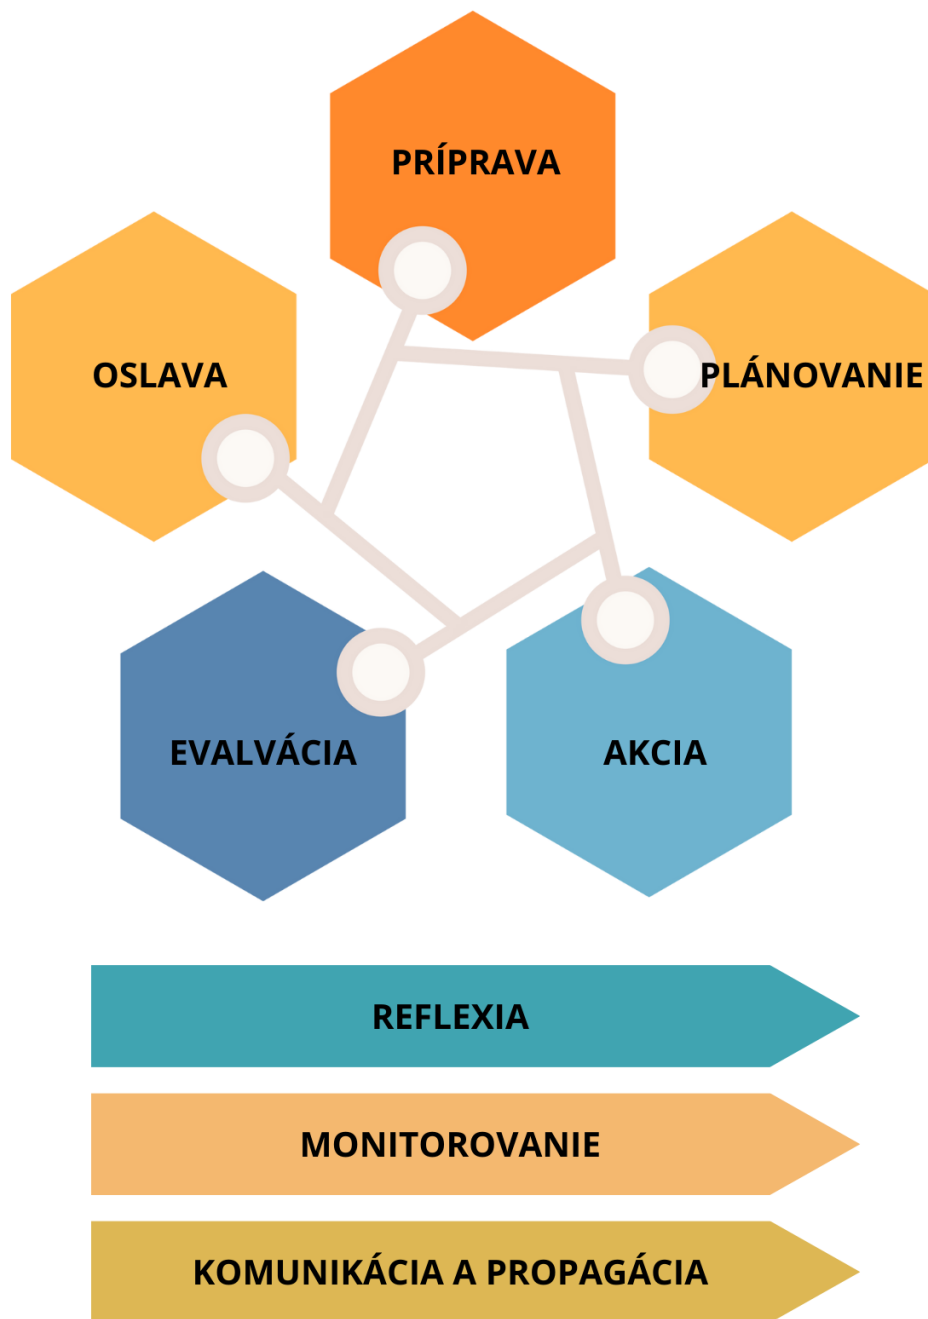 PRÍPRAVA
OSLAVA
PLÁNOVANIE
EVALVÁCIA
AKCIA
REFLEXIA
MONITOROVANIE
KOMUNIKÁCIA A PROPAGÁCIA